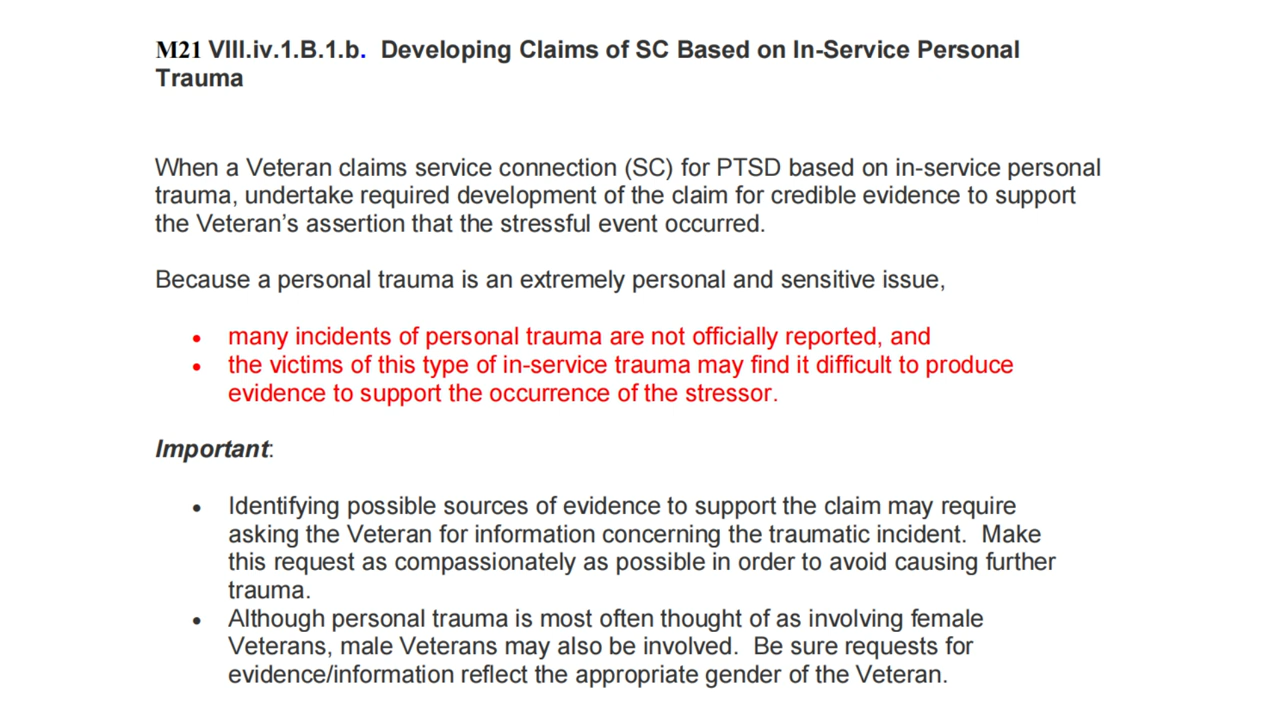 M21 VIII.iv.1.B.1.b.  Developing Claims of SC Based on In-Service Personal
Trauma
When a Veteran claims service connection (SC) for PTSD based on in-service personal
trauma, undertake required development of the claim for credible evidence to support
the Veteran’s assertion that the stressful event occurred.
Because a personal trauma is an extremely personal and sensitive issue,
• many incidents of personal trauma are not officially reported, and
• the victims of this type of in-service trauma may find it difficult to produce
evidence to support the occurrence of the stressor.
Important:
• Identifying possible sources of evidence to support the claim may require
asking the Veteran for information concerning the traumatic incident.  Make
this request as compassionately as possible in order to avoid causing further
trauma.
• Although personal trauma is most often thought of as involving female
Veterans, male Veterans may also be involved.  Be sure requests for
evidence/information reflect the appropriate gender of the Veteran.